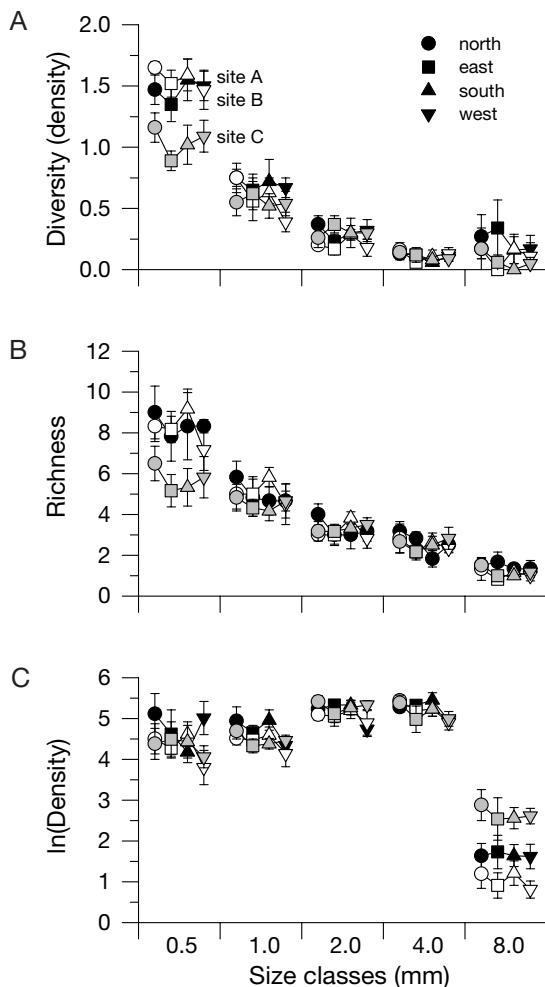 A
Diversity (density)
2.0
1.5
1.0
0.5
0.0
site A
site B
site C
north
east
south
west
B
Richness
12
10
8
6
4
2
0
C
ln(Density)
6
5
4
3
2
1
0
0.5 1.0 2.0 4.0 8.0
Size classes (mm)